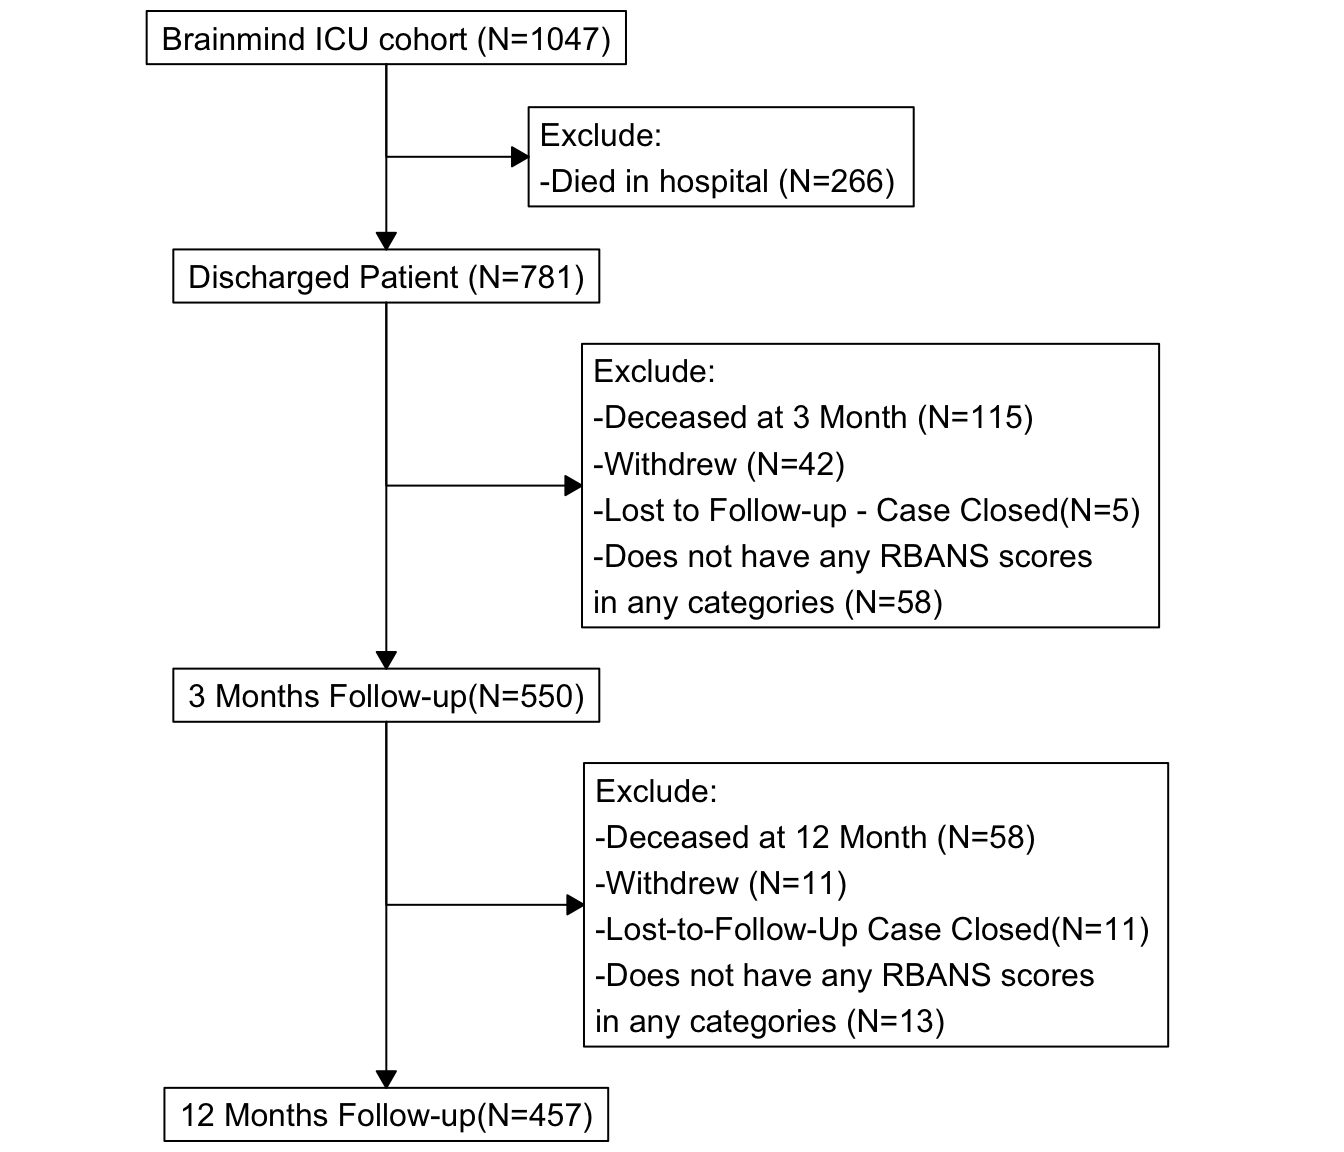 Brainmind ICU cohort (N=1047)
Exclude:
-Died in hospital (N=266)
Discharged Patient (N=781)
Exclude:
-Deceased at 3 Month (N=115)
-Withdrew (N=42)
-Lost to Follow-up - Case Closed(N=5)
-Does not have any RBANS scores
in any categories (N=58)
3 Months Follow-up(N=550)
Exclude:
-Deceased at 12 Month (N=58)
-Withdrew (N=11)
-Lost-to-Follow-Up Case Closed(N=11)
-Does not have any RBANS scores
in any categories (N=13)
12 Months Follow-up(N=457)